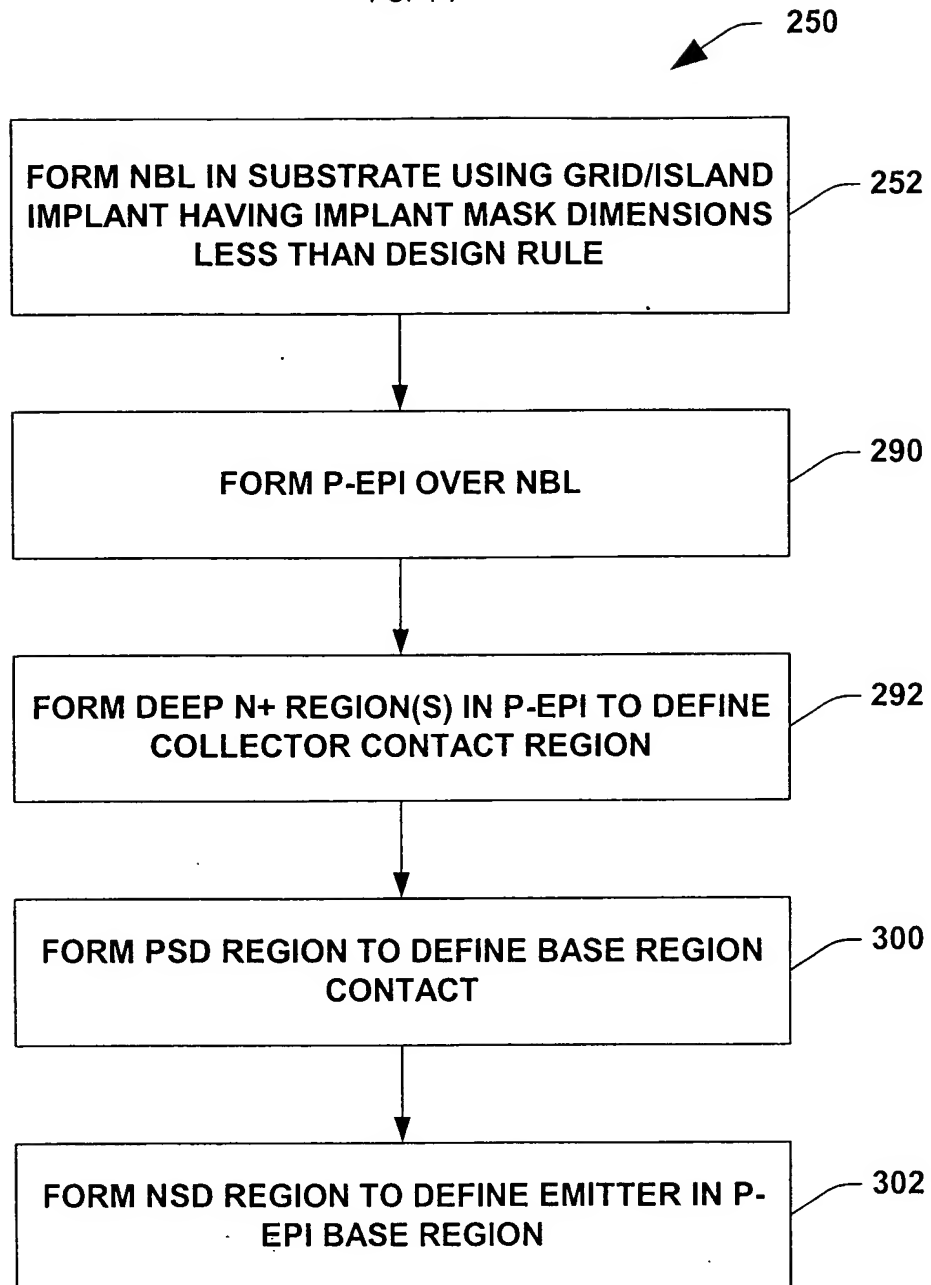 250
FORM NBL IN SUBSTRATE USING GRID/ISLAND
IMPLANT HAVING IMPLANT MASK DIMENSIONS
LESS THAN DESIGN RULE
252
FORM P-EPI OVER NBL
290
FORM DEEP N+ REGION(S) IN P-EPI TO DEFINE
COLLECTOR CONTACT REGION
292
FORM PSD REGION TO DEFINE BASE REGION
CONTACT
300
FORM NSD REGION TO DEFINE EMITTER IN P-
EPI BASE REGION
302